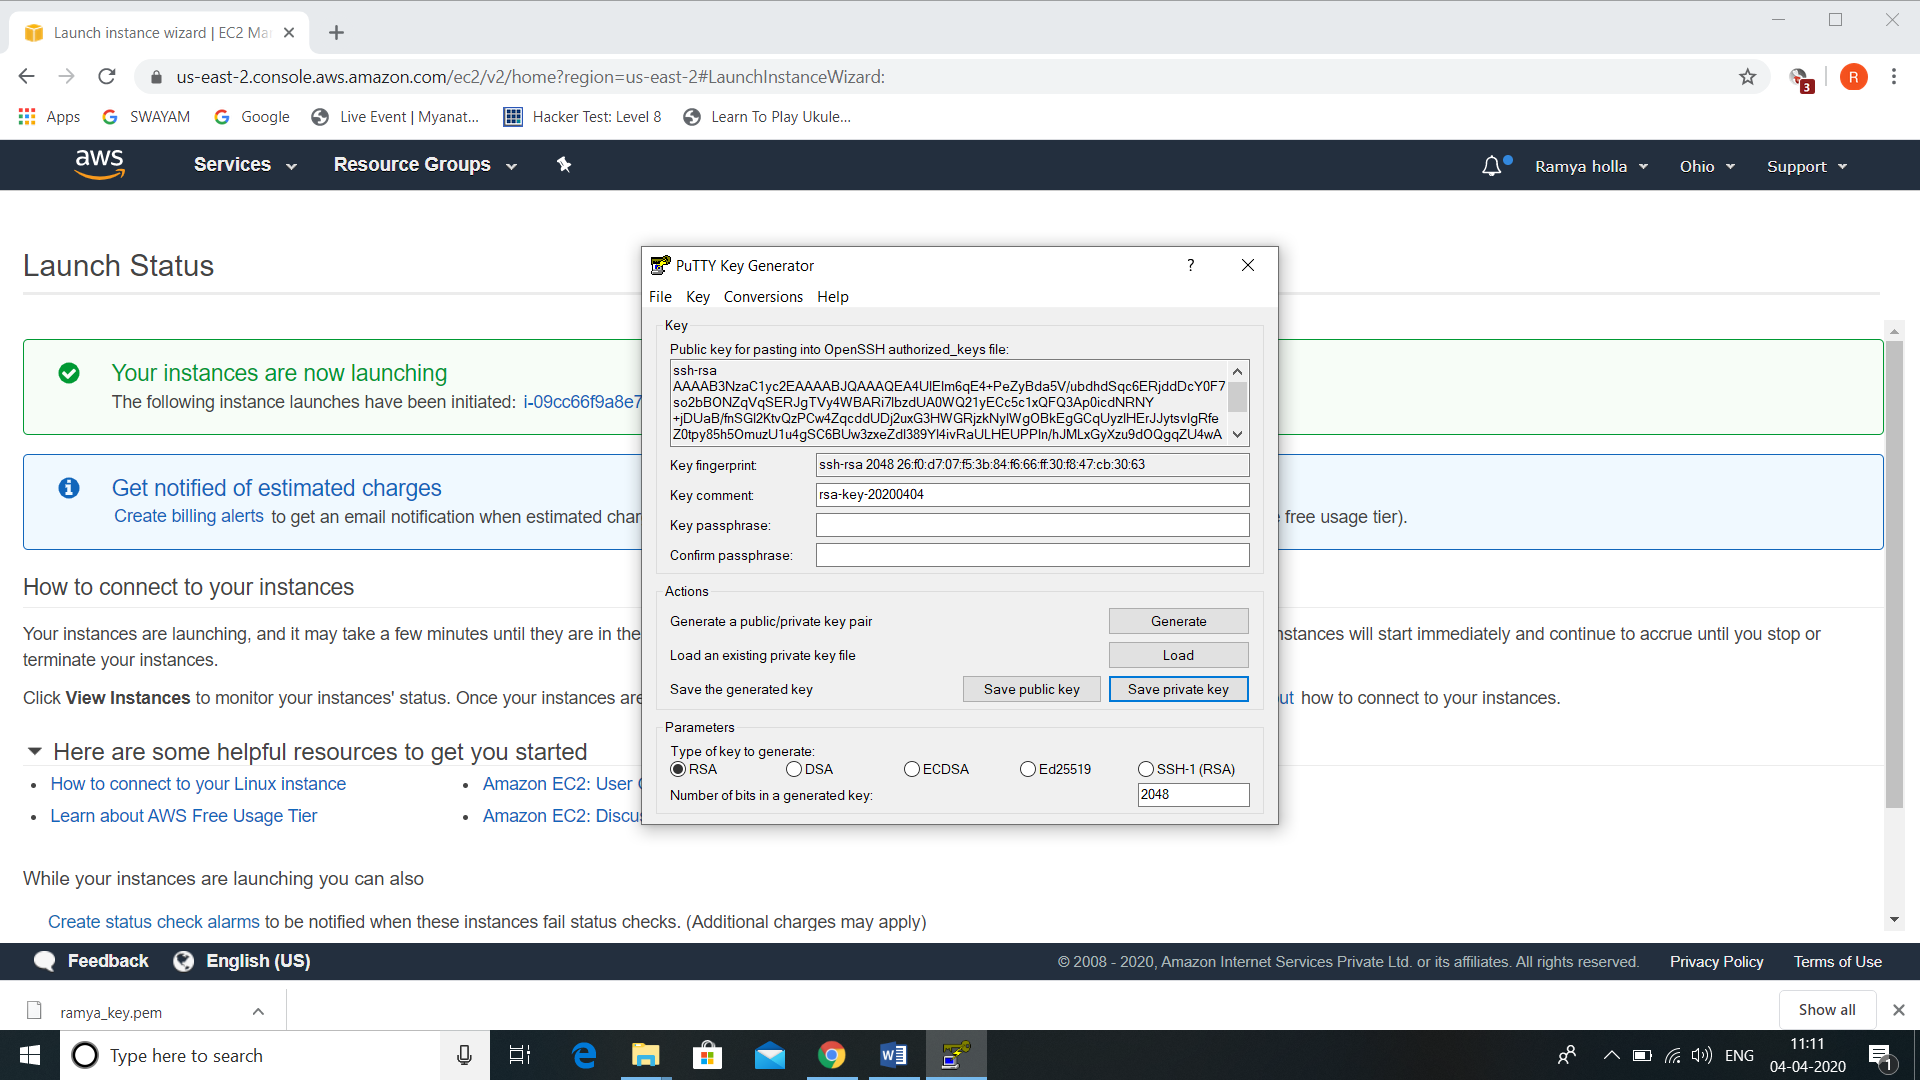 Launch instance wizard | EC2 Ma
us-east-2.console.aws.amazon.com/ec2/v2/home?region=us-east-2#LaunchInstanceWizard:
R
3
Apps
SWAYAM
Google
Live Event | Myanat...
Hacker Test: Level 8
Learn To Play Ukule...
aws
Services
Resource Groups
Ramya holla
Ohio
Support
Launch Status
Your instances are now launching
The following instance launches have been initiated: i-09cc66f9a8e7
Get notified of estimated charges
Create billing alerts to get an email notification when estimated char
free usage tier).
How to connect to your instances
Your instances are launching, and it may take a few minutes until they are in the
nstances will start immediately and continue to accrue until you stop or
terminate your instances.
Click View Instances to monitor your instances' status. Once your instances are
ut how to connect to your instances.
Here are some helpful resources to get you started
How to connect to your Linux instance
Amazon EC2: User
Learn about AWS Free Usage Tier
Amazon EC2: Discu
While your instances are launching you can also
Create status check alarms to be notified when these instances fail status checks. (Additional charges may apply)
PuTTY Key Generator
?
File Key Conversions Help
Key
Public key for pasting into OpenSSH authorized_keys file:
ssh-rsa
Key fingerprint:
ssh-rsa 2048 26:f0:d7:07:f5:3b:84:f6:66:ff:30:f8:47:cb:30:63
Key comment:
rsa-key-20200404
Key passphrase:
Confirm passphrase:
Actions
Generate a public/private key pair
Generate
Load an existing private key file
Load
Save the generated key
Save public key
Save private key
Parameters
Type of key to generate:
RSA
DSA
ECDSA
Ed25519
SSH-1 (RSA)
Number of bits in a generated key:
2048
Feedback
English (US)
© 2008 - 2020, Amazon Internet Services Private Ltd. or its affiliates. All rights reserved.
Privacy Policy
Terms of Use
ramya_key.pem
Show all
Type here to search
ENG
11:11
04-04-2020
1